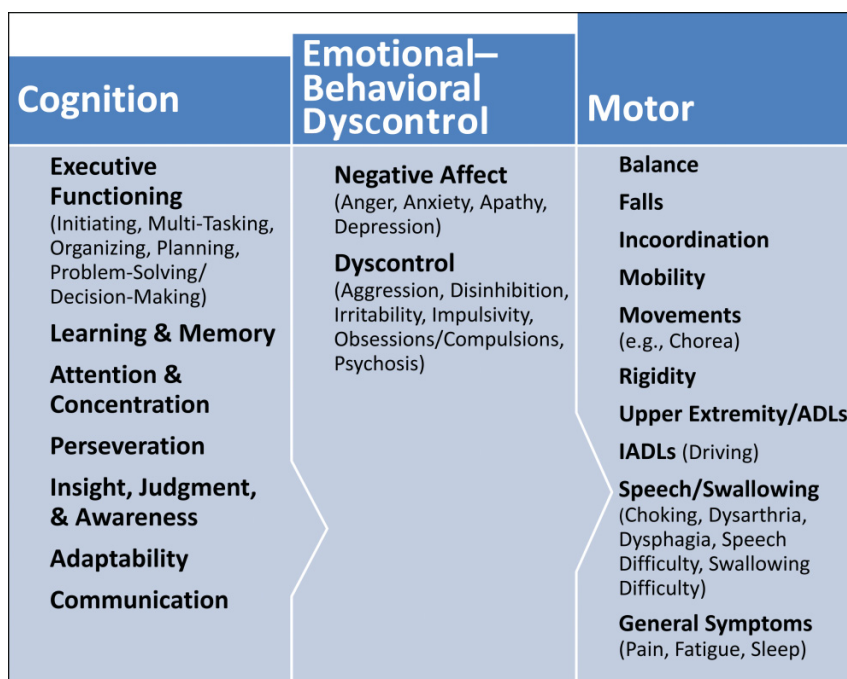 Cognition
Executive
Functioning
(Initiating, Multi-Tasking,
Organizing, Planning,
Problem-Solving/
Decision-Making)
Learning & Memory
Attention &
Concentration
Perseveration
Insight, Judgment,
& Awareness
Adaptability
Communication
Emotional–
Behavioral
Dyscontrol
Negative Affect
(Anger, Anxiety, Apathy,
Depression)
Dyscontrol
(Aggression, Disinhibition,
Irritability, Impulsivity,
Obsessions/Compulsions,
Psychosis)
Motor
Balance
Falls
Incoordination
Mobility
Movements
(e.g., Chorea)
Rigidity
Upper Extremity/ADLs
IADLs (Driving)
Speech/Swallowing
(Choking, Dysarthria,
Dysphagia, Speech
Difficulty, Swallowing
Difficulty)
General Symptoms
(Pain, Fatigue, Sleep)